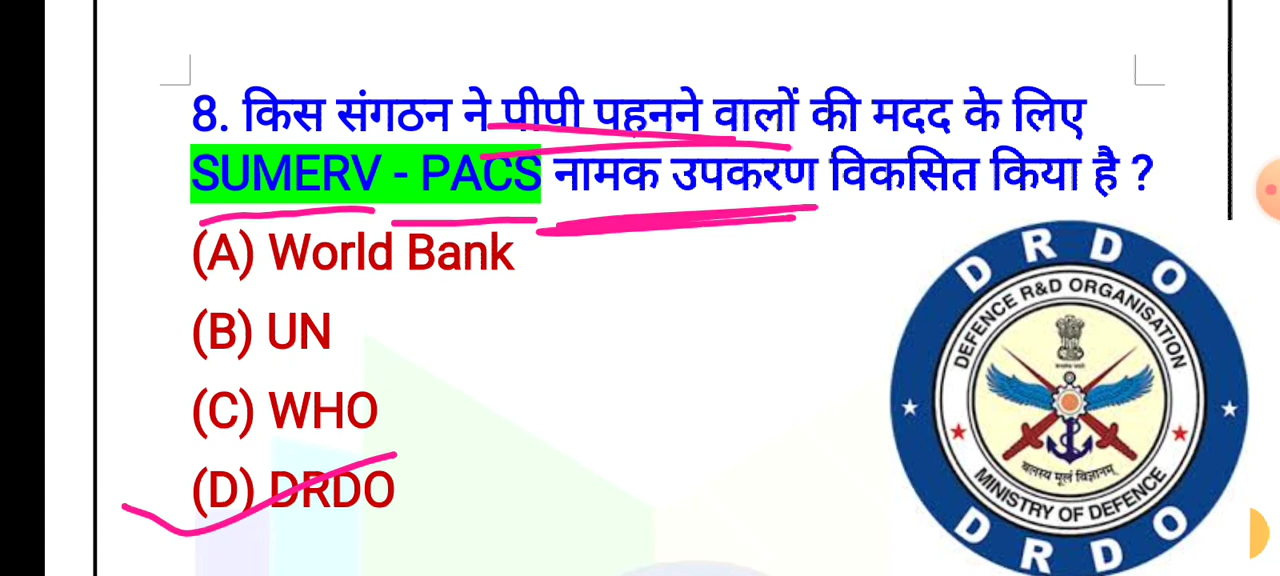 8. किस संगठन ने पीपी पहनने वालों की मदद के लिए
SUMERV - PACS नामक उपकरण विकसित किया है ?
(A) World Bank
(B) UN
(C) WHO
(D) DRDO
DRDO
DEFENCE R&D ORGANISATION
बलस्य मूलं विज्ञानम्
MINISTRY OF DEFENCE
DRDO